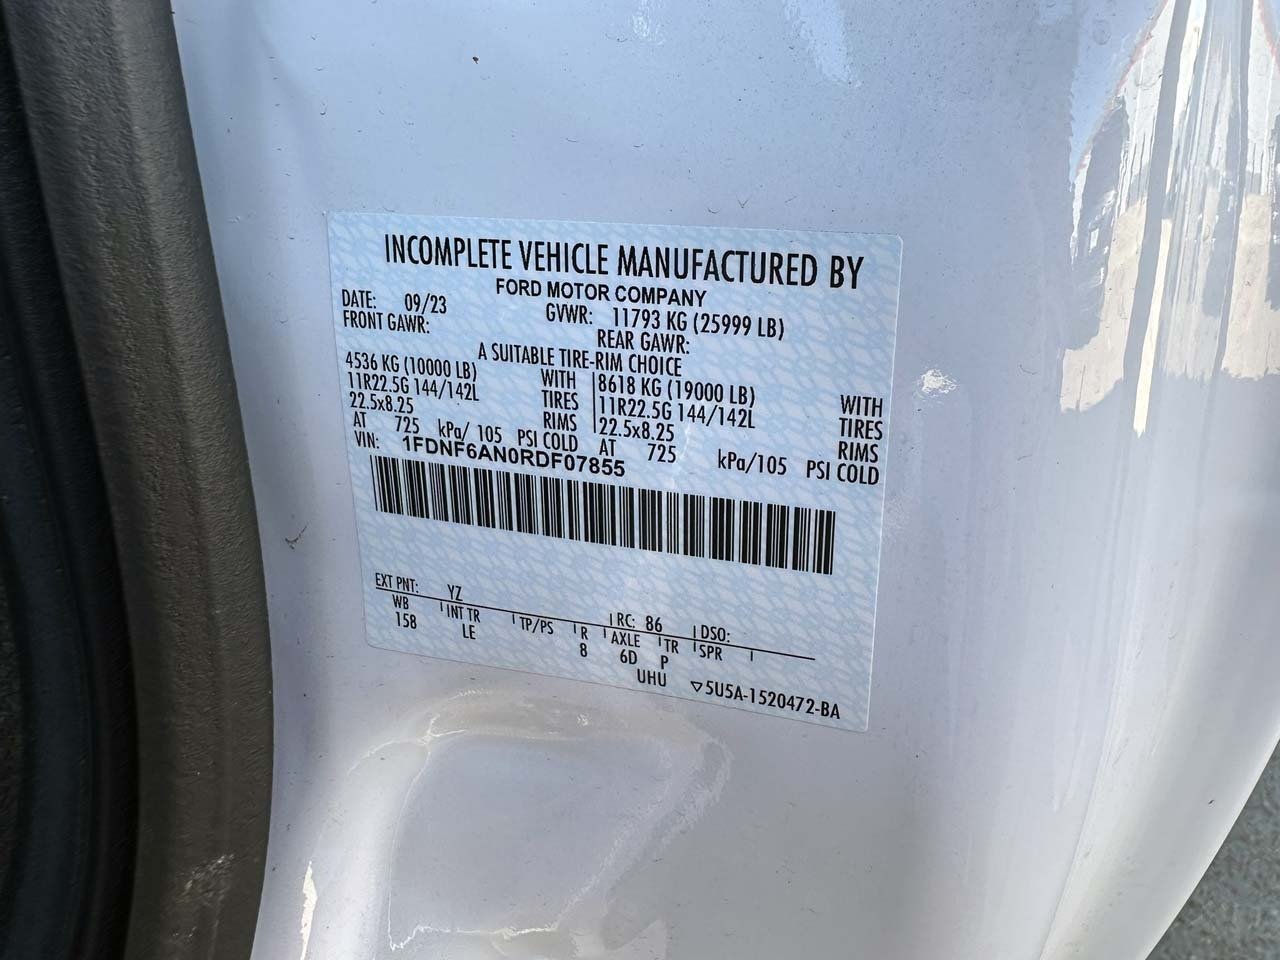 INCOMPLETE VEHICLE MANUFACTURED BY
FORD MOTOR COMPANY
DATE: 09/23 GVWR: 11793 KG (25999 LB)
FRONT GAWR: REAR GAWR:
A SUITABLE TIRE-RIM CHOICE
4536 KG (10000 LB) WITH 8618 KG (19000 LB) WITH
11R22.5G 144/142L TIRES 11R22.5G 144/142L TIRES
22.5x8.25 RIMS 22.5x8.25 RIMS
AT 725 kPa/ 105 PSI COLD AT 725 kPa/105 PSI COLD
VIN: 1FDNF6AN0RDF07855
EXT PNT: YZ RC: 86 DSO:
WB INT TR TP/PS R AXLE TR SPR
158 LE 8 6D P
UHU ▽5U5A-1520472-BA